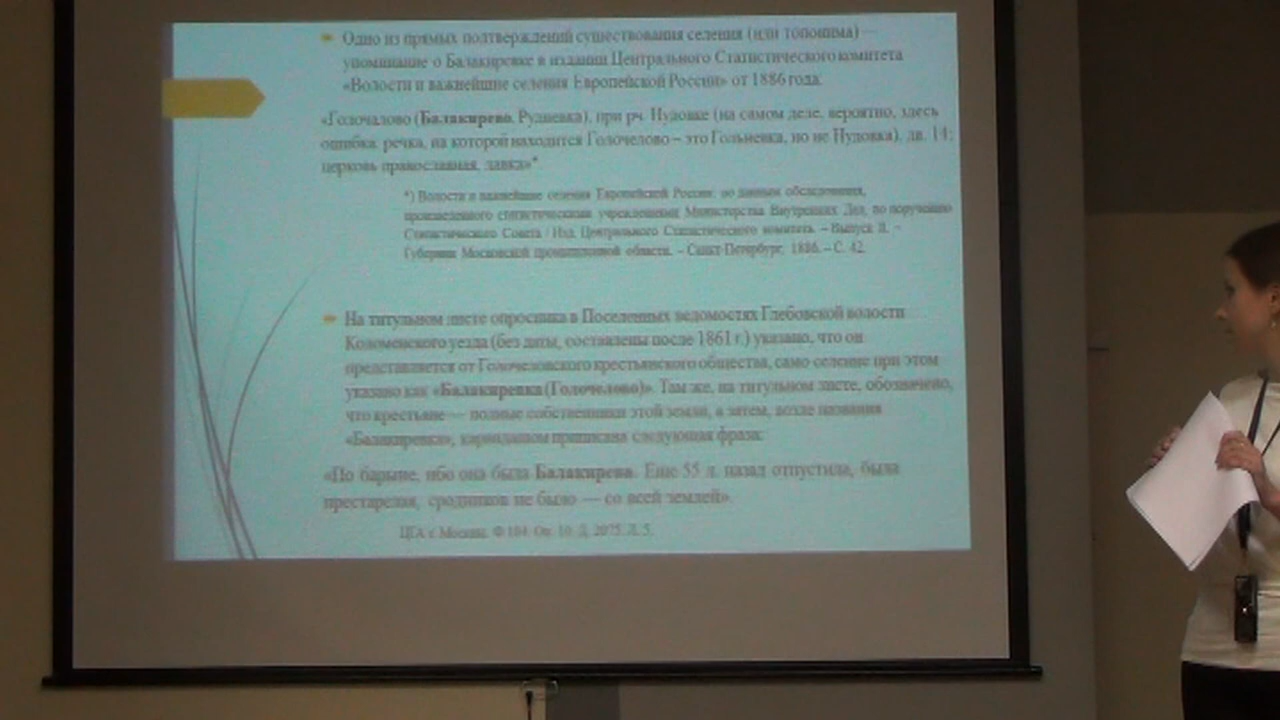 Одно из прямых подтверждений существования селения (или топонима) —
упоминание о Балакиревке в издании Центрального Статистического комитета
«Волости и важнейшие селения Европейской России» от 1886 года:
«Голочалово (Балакирево, Рудневка), при рч. Нудовке (на самом деле, вероятно, здесь
ошибка, речка, на которой находится Голочелово – это Гольневка, но не Нудовка), дв. 14;
церковь православная, лавка»*
*) Волости и важнейшие селения Европейской России: по данным обследования,
произведенного статистическими учреждениями Министерства Внутренних Дел, по поручению
Статистического Совета / Изд. Центрального Статистического комитета. – Выпуск II. –
Губернии Московской промышленной области. – Санкт-Петербург, 1886. – С. 42.
На титульном листе опросника в Поселенных ведомостях Глебовской волости
Коломенского уезда (без даты, составлены после 1861 г.) указано, что он
представляется от Голочеловского крестьянского общества, само селение при этом
указано как «Балакиревка (Голочелово)». Там же, на титульном листе, обозначено,
что крестьяне — полные собственники этой земли, а затем, возле названия
«Балакиревка», карандашом приписана следующая фраза:
«По барыне, ибо она была Балакирева. Еще 55 л. назад отпустила, была
престарелая, сродников не было — со всей землей».
ЦГА г. Москвы. Ф 184. Оп. 10. Д. 2075. Л. 5.